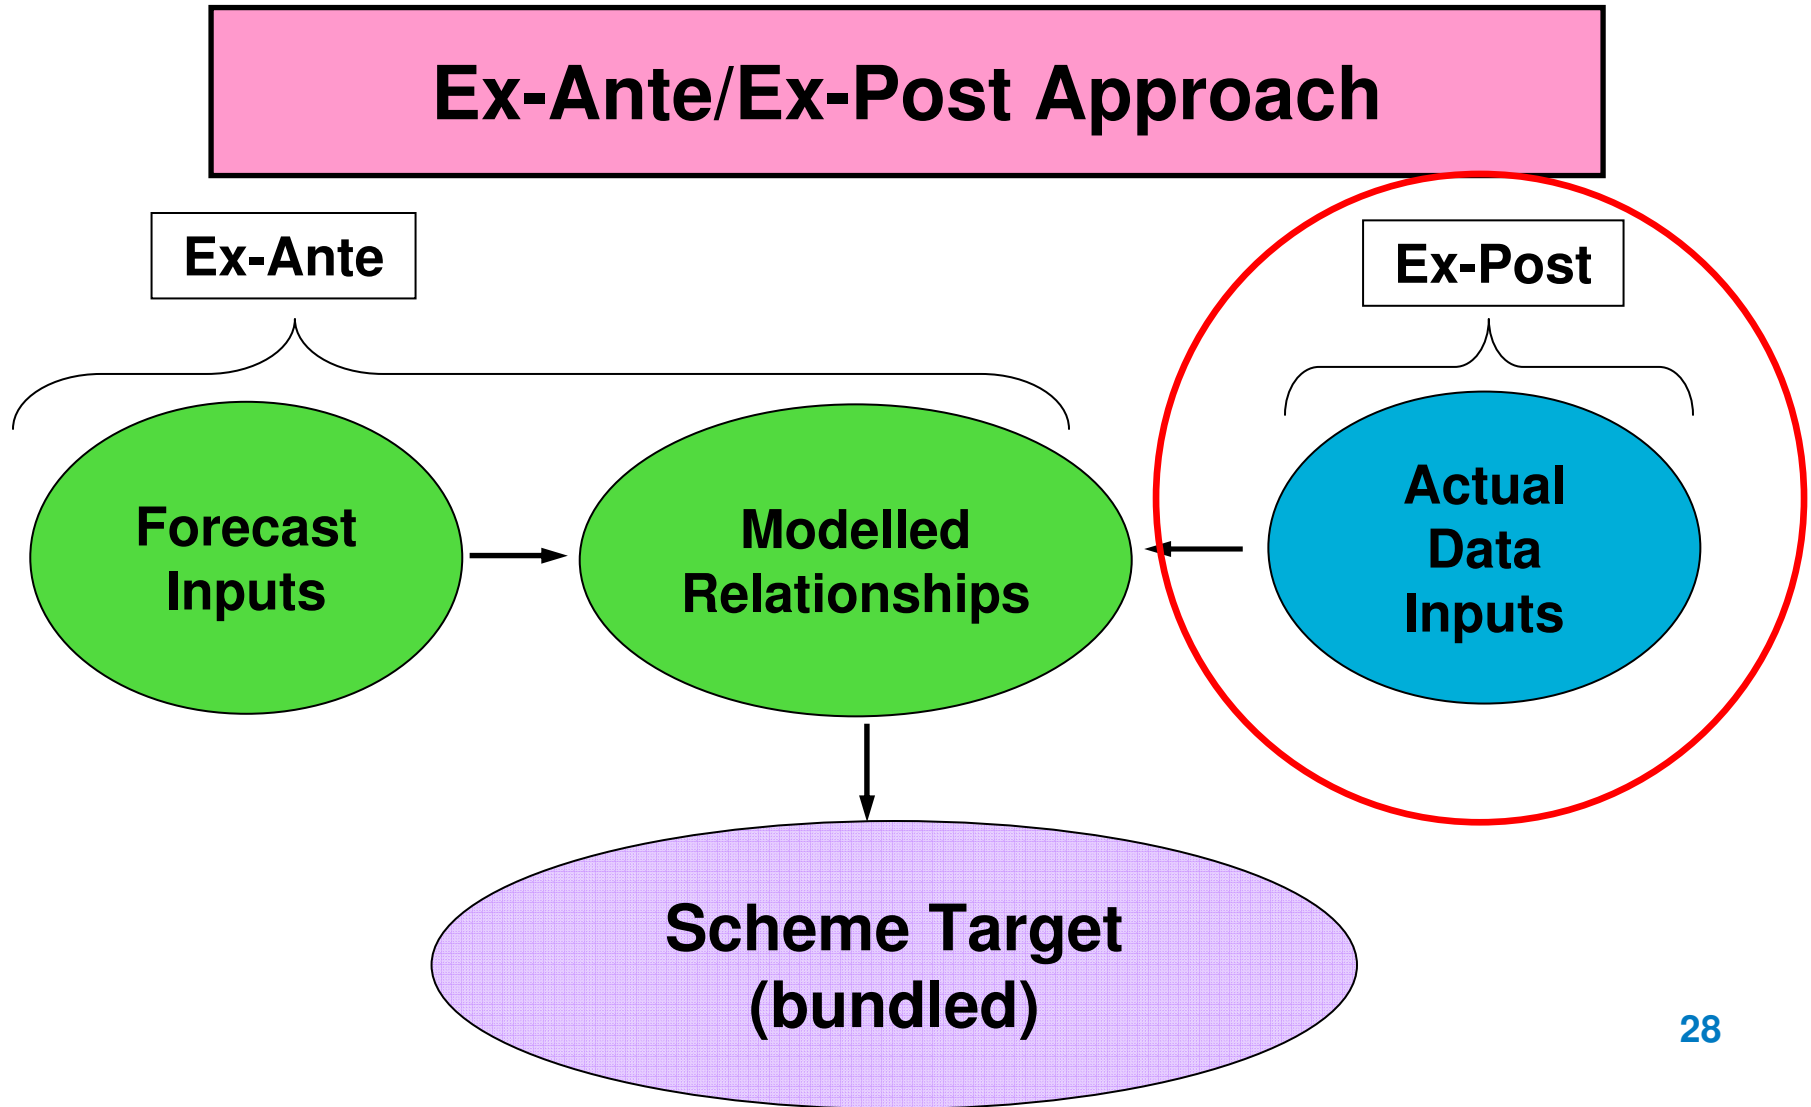 Ex-Ante/Ex-Post Approach
Ex-Ante
Ex-Post
Forecast
Inputs
Modelled
Relationships
Actual
Data
Inputs
Scheme Target
(bundled)
28